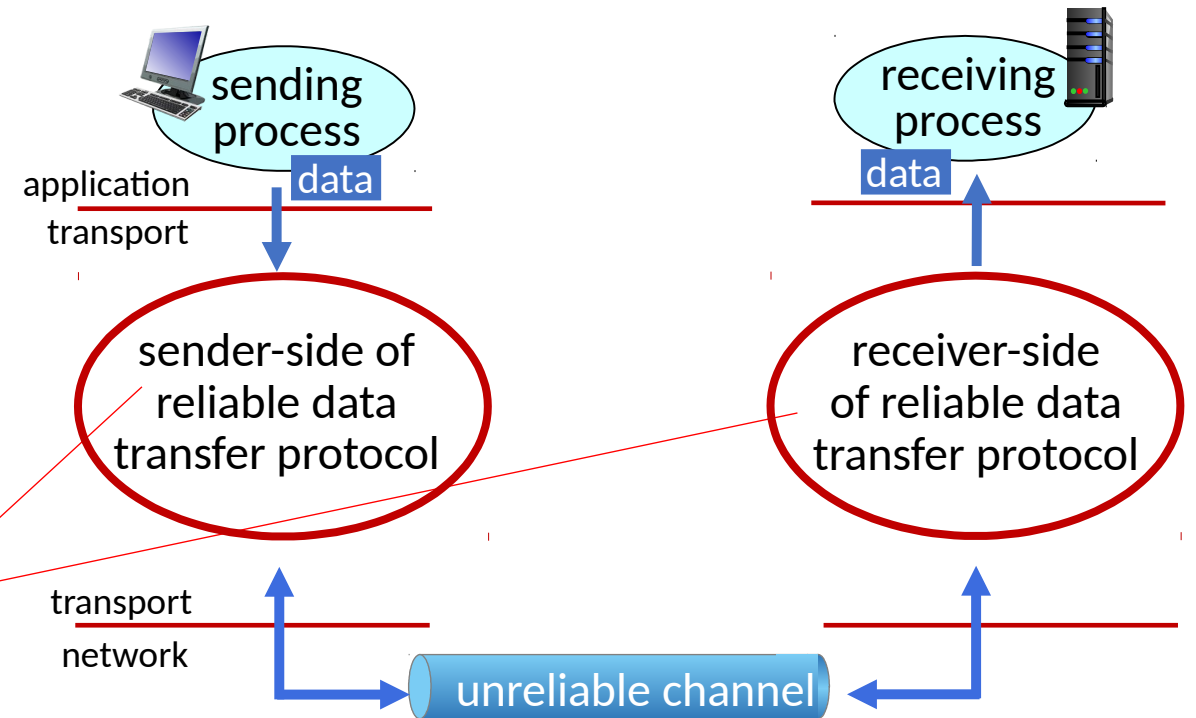 sending
process
data
receiving
process
data
application
transport
sender-side of
reliable data
transfer protocol
receiver-side
of reliable data
transfer protocol
transport
network
unreliable channel